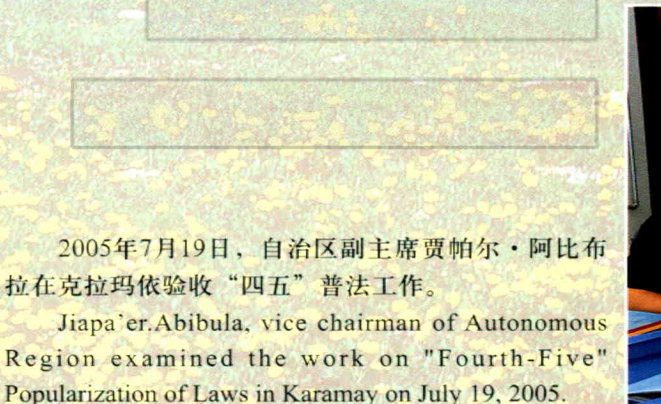 2005年7月19日，自治区副主席贾帕尔·阿比布
拉在克拉玛依验收“四五”普法工作。
Jiapa`er.Abibula, vice chairman of Autonomous
Region examined the work on "Fourth-Five"
Popularization of Laws in Karamay on July 19, 2005.